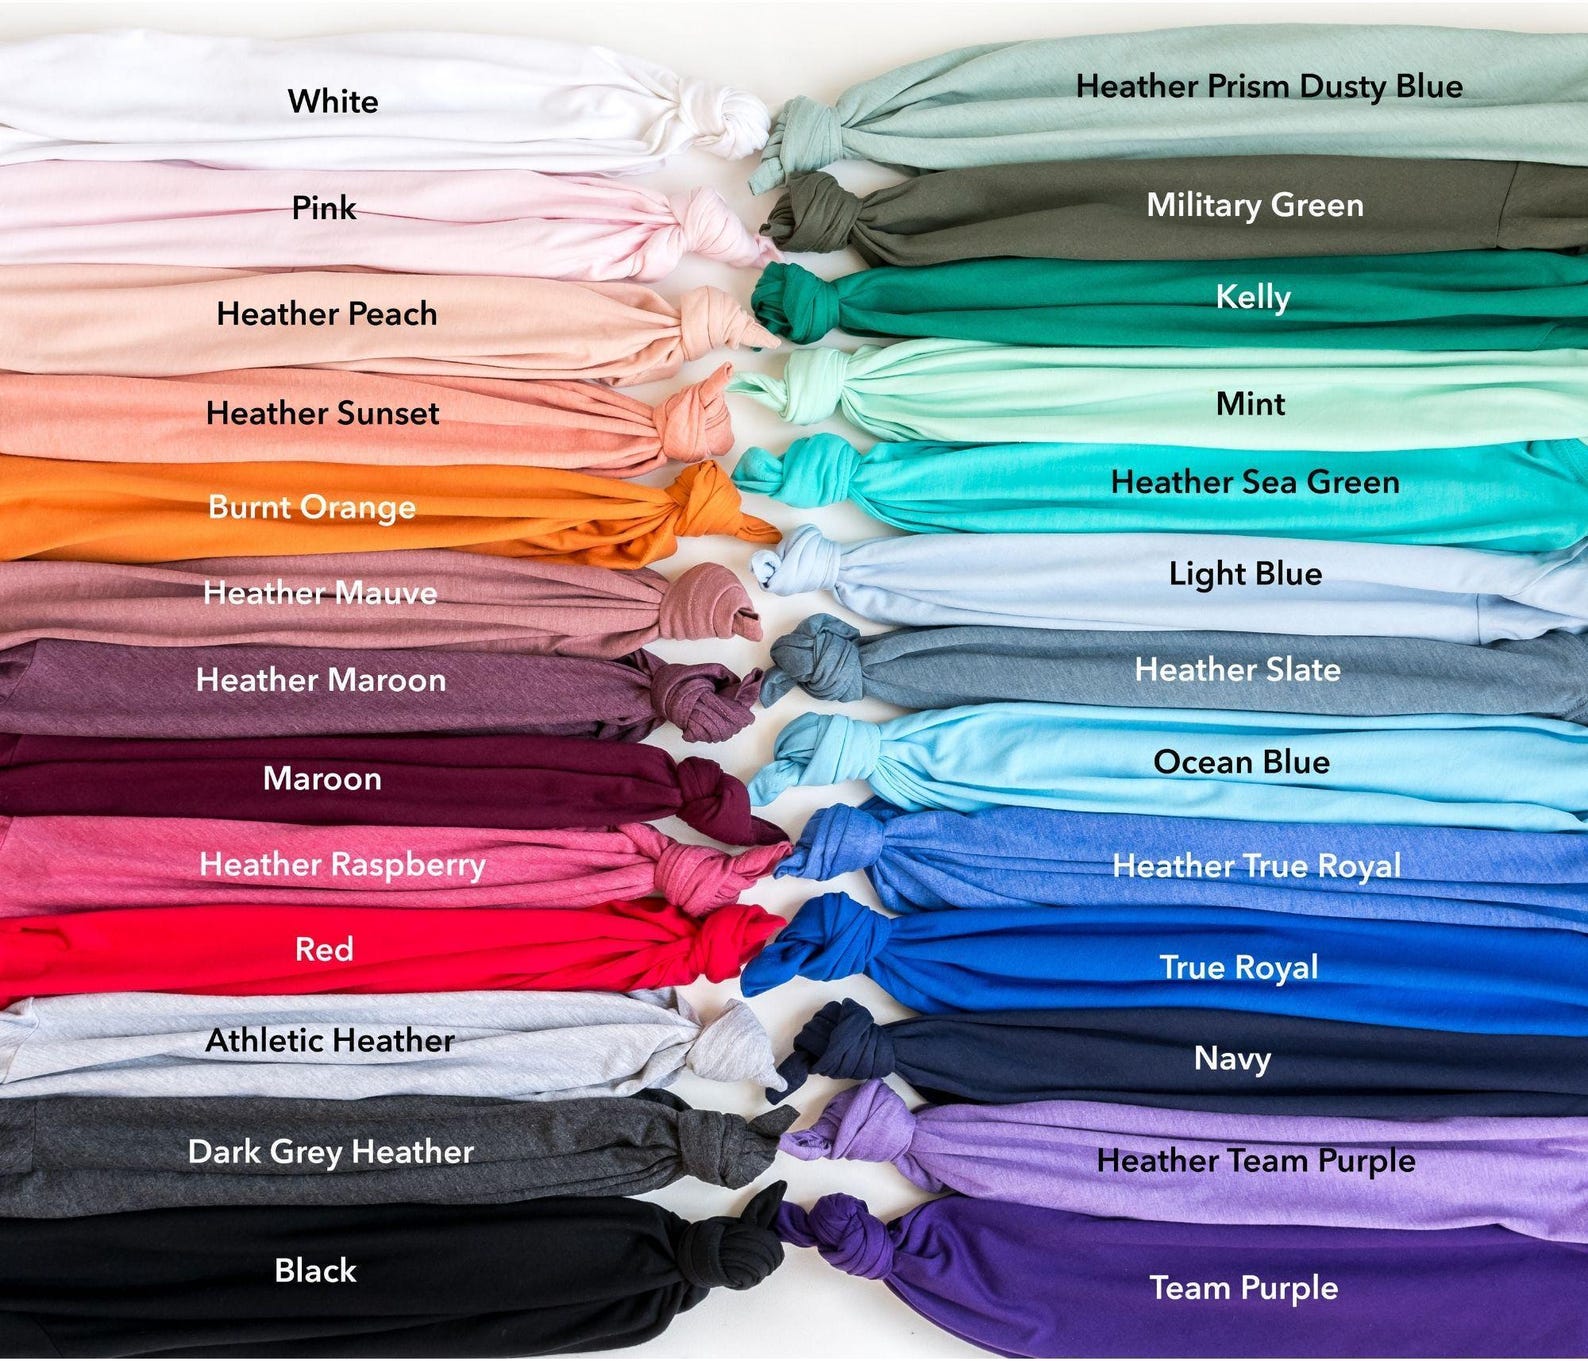 White
Pink
Heather Peach
Heather Sunset
Burnt Orange
Heather Mauve
Heather Maroon
Maroon
Heather Raspberry
Red
Athletic Heather
Dark Grey Heather
Black
Heather Prism Dusty Blue
Military Green
Kelly
Mint
Heather Sea Green
Light Blue
Heather Slate
Ocean Blue
Heather True Royal
True Royal
Navy
Heather Team Purple
Team Purple